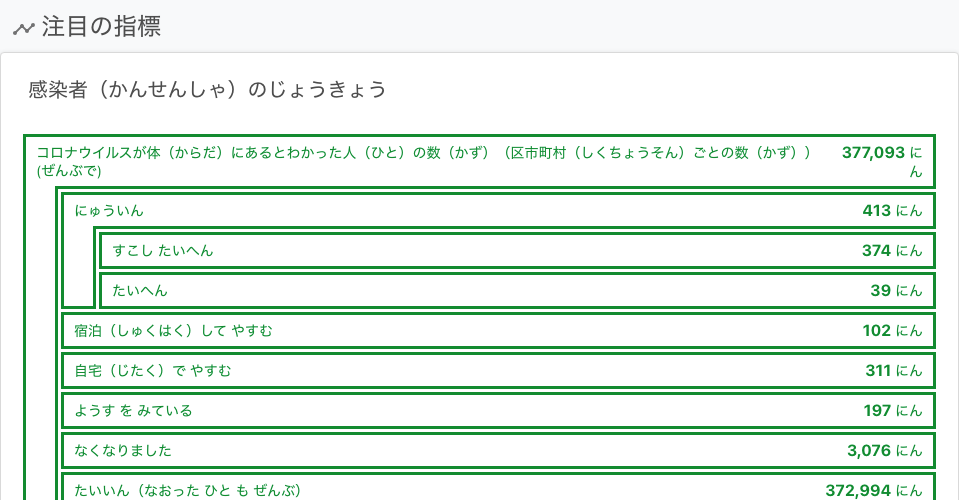 注目の指標
感染者（かんせんしゃ）のじょうきょう
コロナウイルスが体（からだ）にあるとわかった人（ひと）の数（かず）（区市町村（しくちょうそん）ごとの数（かず）） 377,093 に
(ぜんぶで) ん
にゅういん 413 にん
すこし たいへん 374 にん
たいへん 39 にん
宿泊（しゅくはく）して やすむ 102 にん
自宅（じたく）で やすむ 311 にん
ようす を みている 197 にん
なくなりました 3,076 にん
たいいん（なおった ひと も ぜんぶ） 372,994 にん